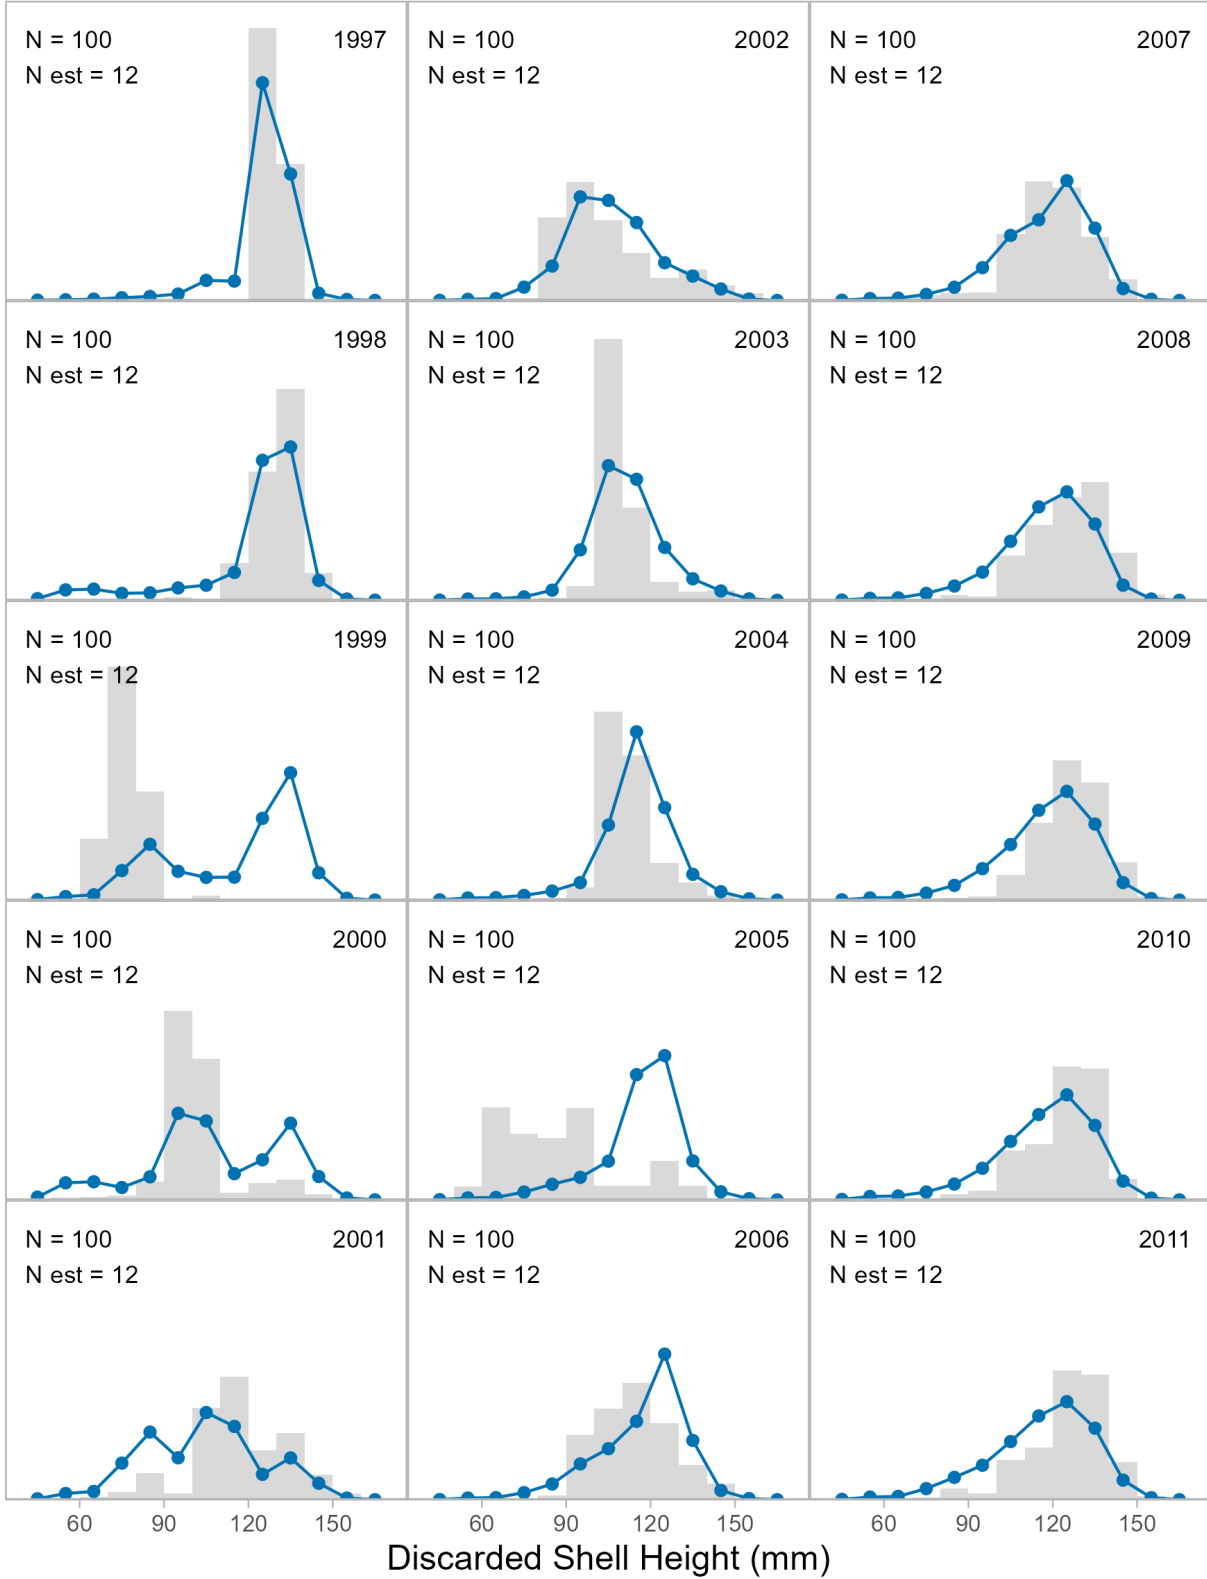 N = 100 1997 N = 100 2002 N = 100 2007
N est = 12 N est = 12 N est = 12
N = 100 1998 N = 100 2003 N = 100 2008
N est = 12 N est = 12 N est = 12
N = 100 1999 N = 100 2004 N = 100 2009
N est = 12 N est = 12 N est = 12
N = 100 2000 N = 100 2005 N = 100 2010
N est = 12 N est = 12 N est = 12
N = 100 2001 N = 100 2006 N = 100 2011
N est = 12 N est = 12 N est = 12
60 90 120 150 60 90 120 150 60 90 120 150
Discarded Shell Height (mm)